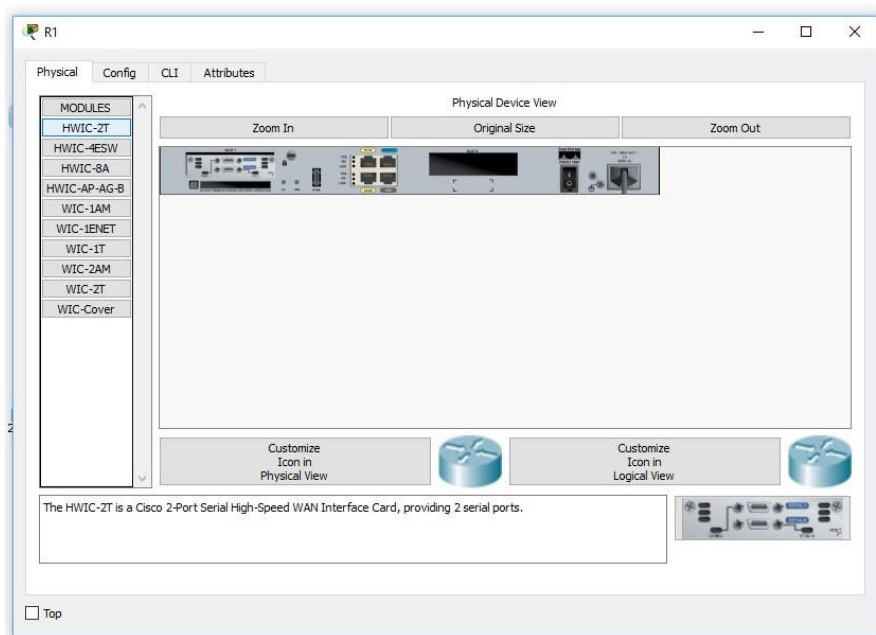 R1
Physical Config CLI Attributes
MODULES
HWIC-2T
HWIC-4ESW
HWIC-8A
HWIC-AP-AG-B
WIC-1AM
WIC-1ENET
WIC-1T
WIC-2AM
WIC-2T
WIC-Cover
Physical Device View
Zoom In Original Size Zoom Out
Customize
Icon in
Physical View
Customize
Icon in
Logical View
The HWIC-2T is a Cisco 2-Port Serial High-Speed WAN Interface Card, providing 2 serial ports.
Top